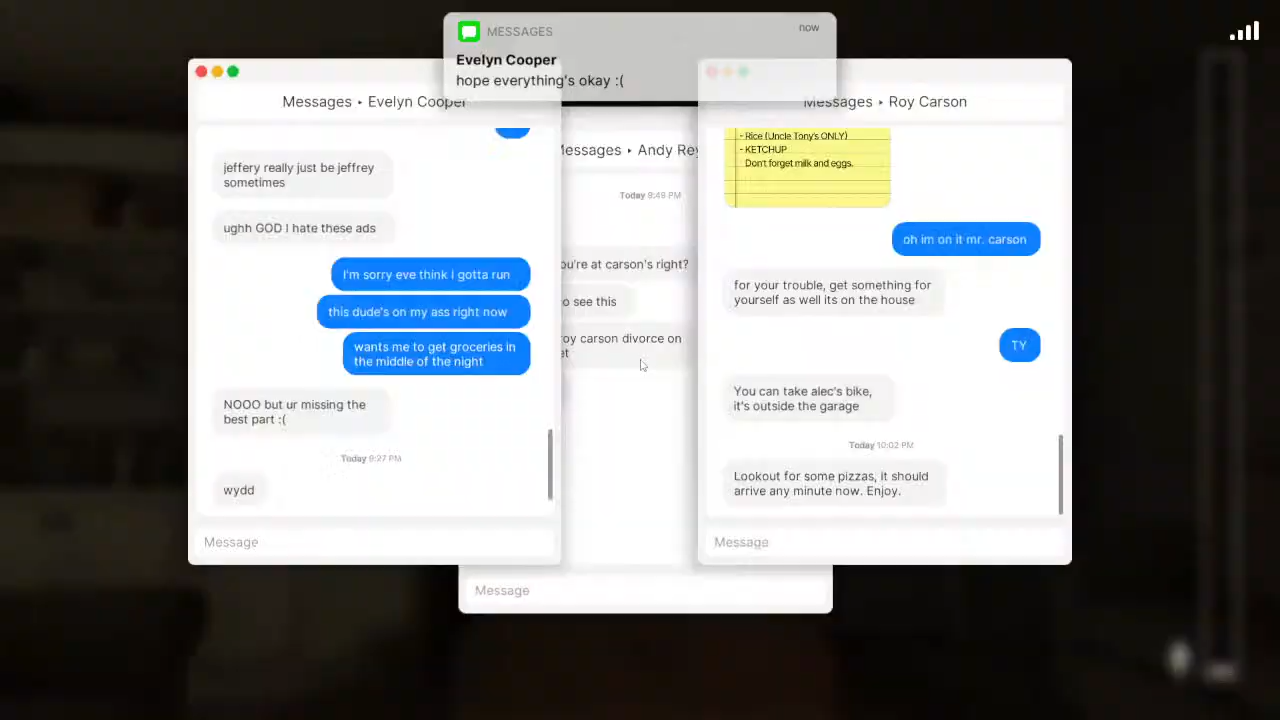 MESSAGES
now
Evelyn Cooper
hope everything's okay :(
Messages ‣ Evelyn Cooper
jeffery really just be jeffrey
sometimes
ughh GOD I hate these ads
I'm sorry eve think i gotta run
this dude's on my ass right now
wants me to get groceries in
the middle of the night
NOOO but ur missing the
best part :(
Today 9:27 PM
wydd
Message
Messages ‣ Andy Rey
Today 9:49 PM
ou're at carson's right?
o see this
roy carson divorce on
et
Message
Messages ‣ Roy Carson
- Rice (Uncle Tony's ONLY)
- KETCHUP
Don't forget milk and eggs.
oh im on it mr. carson
for your trouble, get something for
yourself as well its on the house
TY
You can take alec's bike,
it's outside the garage
Today 10:02 PM
Lookout for some pizzas, it should
arrive any minute now. Enjoy.
Message